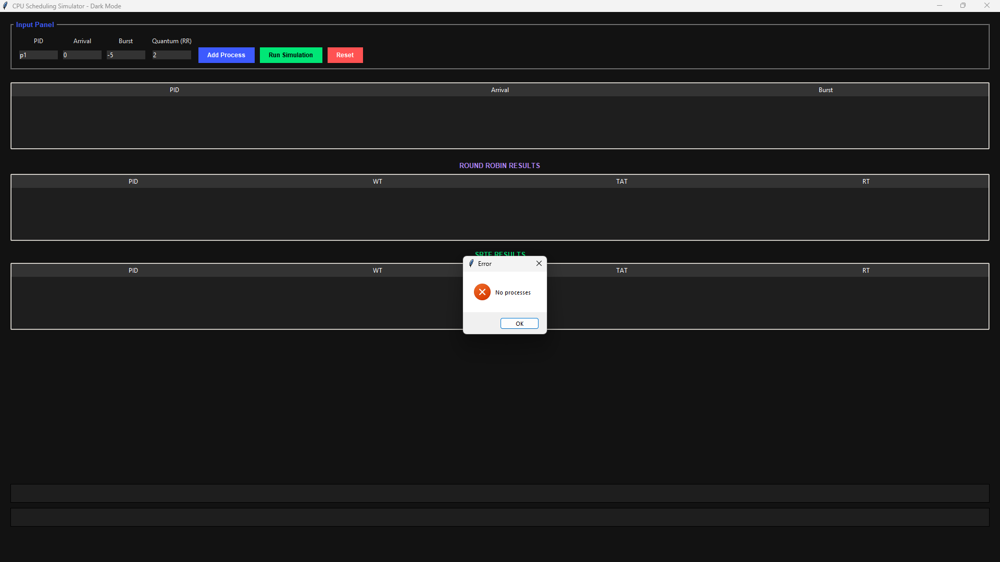 CPU Scheduling Simulator - Dark Mode
Input Panel
PID Arrival Burst Quantum (RR)
p1 0 -5 2 Add Process Run Simulation Reset
PID Arrival Burst
ROUND ROBIN RESULTS
PID WT TAT RT
SRTF RESULTS
PID WT TAT RT
Error
No processes
OK